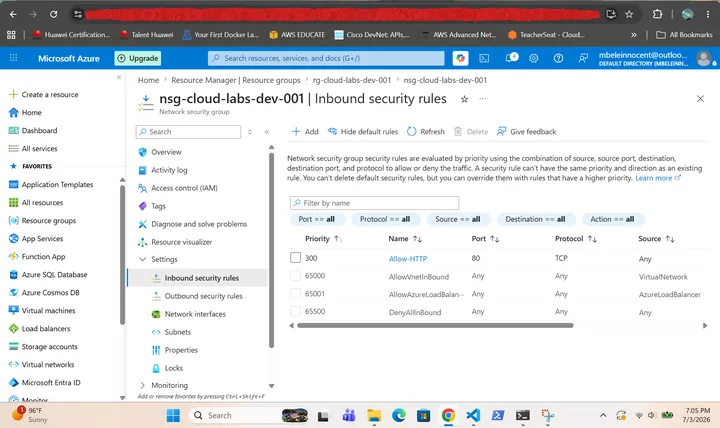 Huawei Certification...
Talent Huawei
Your First Docker La...
AWS EDUCATE
Cisco DevNet: APIs,...
AWS Advanced Net...
TeacherSeat - Cloud...
»
All Bookmarks
Microsoft Azure
Upgrade
Search resources, services, and docs (G+/)
4
mbeleinnocent@outloo...
DEFAULT DIRECTORY (MBELEINN...
Create a resource
Home
Dashboard
All services
FAVORITES
Application Templates
All resources
Resource groups
App Services
Function App
Azure SQL Database
Azure Cosmos DB
Virtual machines
Load balancers
Storage accounts
Virtual networks
Microsoft Entra ID
Monitor
Home > Resource Manager | Resource groups > rg-cloud-labs-dev-001 > nsg-cloud-labs-dev-001
nsg-cloud-labs-dev-001 | Inbound security rules
Network security group
Search
Overview
Activity log
Access control (IAM)
Tags
Diagnose and solve problems
Resource visualizer
Settings
Inbound security rules
Outbound security rules
Network interfaces
Subnets
Properties
Locks
Monitoring
Add or remove favorites by pressing Ctrl+Shift+F
Add
Hide default rules
Refresh
Delete
Give feedback
Network security group security rules are evaluated by priority using the combination of source, source port, destination,
destination port, and protocol to allow or deny the traffic. A security rule can't have the same priority and direction as an existing
rule. You can't delete default security rules, but you can override them with rules that have a higher priority. Learn more
Filter by name
Port == all
Protocol == all
Source == all
Destination == all
Action == all
Priority Name Port Protocol Source
300 Allow-HTTP 80 TCP Any
65000 AllowVnetInBound Any Any VirtualNetwork
65001 AllowAzureLoadBalan... Any Any AzureLoadBalancer
65500 DenyAllInBound Any Any Any
1
96°F
Sunny
Search
7:05 PM
7/3/2026